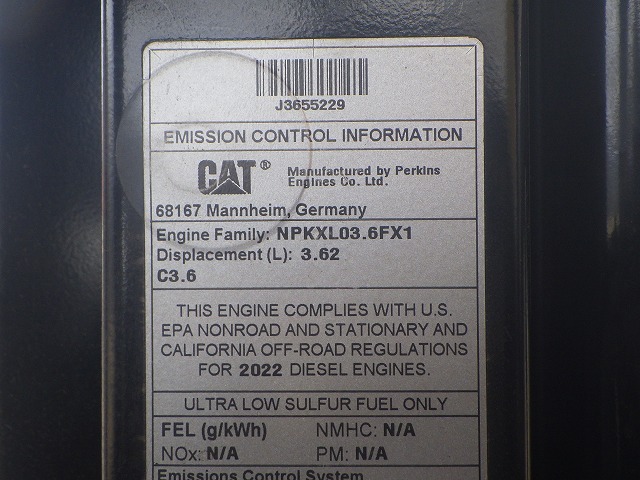 J3655229
EMISSION CONTROL INFORMATION
CAT® Manufactured by Perkins
Engines Co. Ltd.
68167 Mannheim, Germany
Engine Family: NPKXL03.6FX1
Displacement (L): 3.62
C3.6
THIS ENGINE COMPLIES WITH U.S.
EPA NONROAD AND STATIONARY AND
CALIFORNIA OFF-ROAD REGULATIONS
FOR 2022 DIESEL ENGINES.
ULTRA LOW SULFUR FUEL ONLY
FEL (g/kWh) NMHC: N/A
NOx: N/A PM: N/A
Emissions Control System